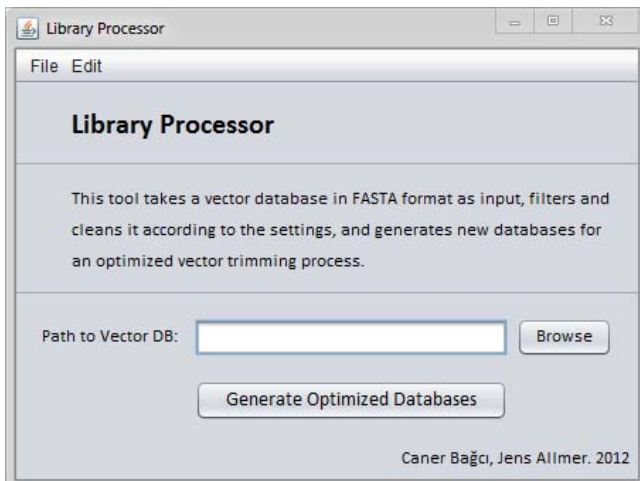 Library Processor
File Edit
Library Processor
This tool takes a vector database in FASTA format as input, filters and
cleans it according to the settings, and generates new databases for
an optimized vector trimming process.
Path to Vector DB: Browse
Generate Optimized Databases
Caner Bağcı, Jens Allmer. 2012